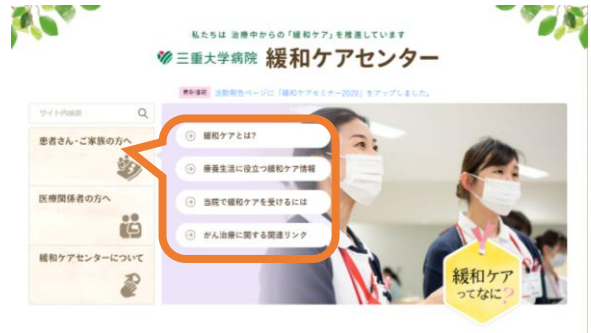 私たちは 治療中からの「緩和ケア」を推進しています
三重大学病院 緩和ケアセンター
更新情報 活動報告ページに「緩和ケアセミナー2020」をアップしました。
サイト内検索
患者さん・ご家族の方へ
医療関係者の方へ
緩和ケアセンターについて
緩和ケアとは?
療養生活に役立つ緩和ケア情報
当院で緩和ケアを受けるには
がん治療に関する関連リンク
緩和ケア
ってなに?